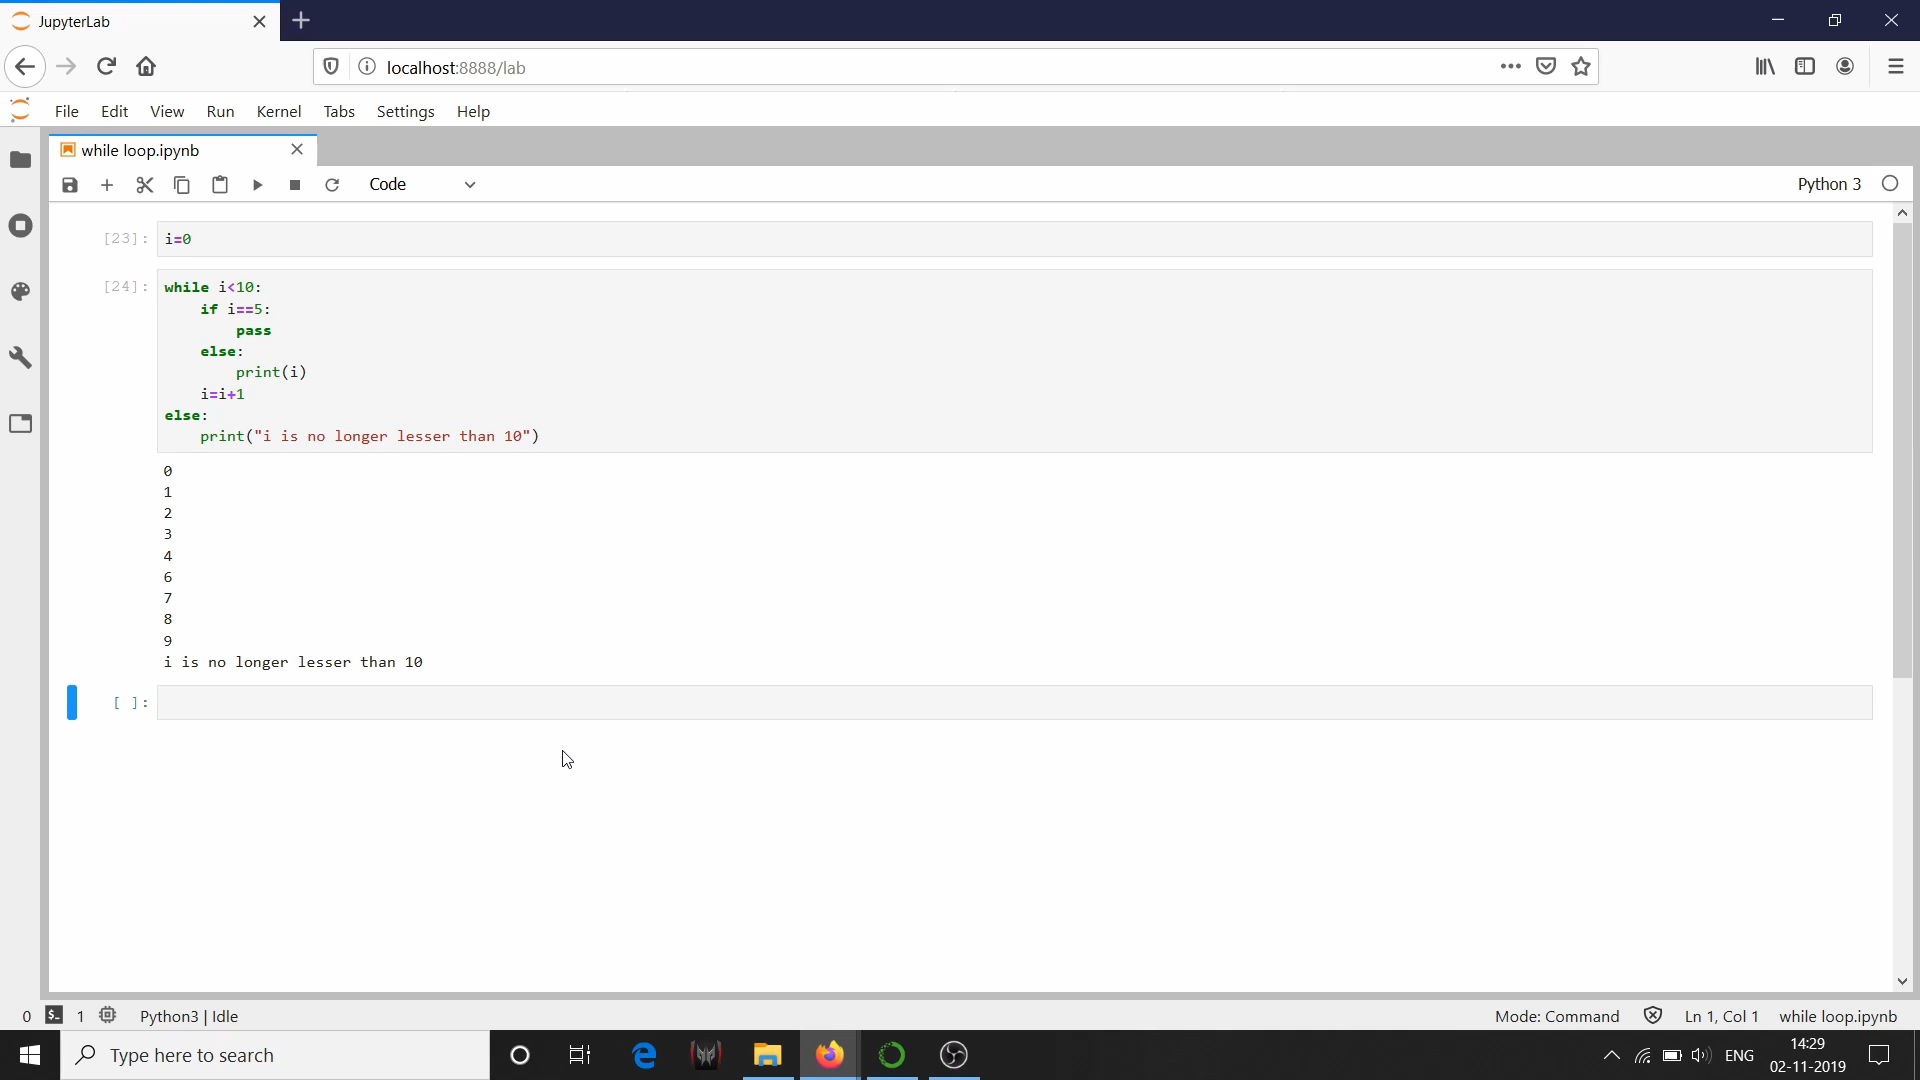 JupyterLab
localhost:8888/lab
File Edit View Run Kernel Tabs Settings Help
while loop.ipynb
Code
Python 3
[23]: i=0
[24]: while i<10:
    if i==5:
        pass
    else:
        print(i)
    i=i+1
else:
    print("i is no longer lesser than 10")
0
1
2
3
4
6
7
8
9
i is no longer lesser than 10
[ ]:
0 $_ 1 Python3 | Idle
Mode: Command Ln 1, Col 1 while loop.ipynb
Type here to search
ENG
14:29
02-11-2019